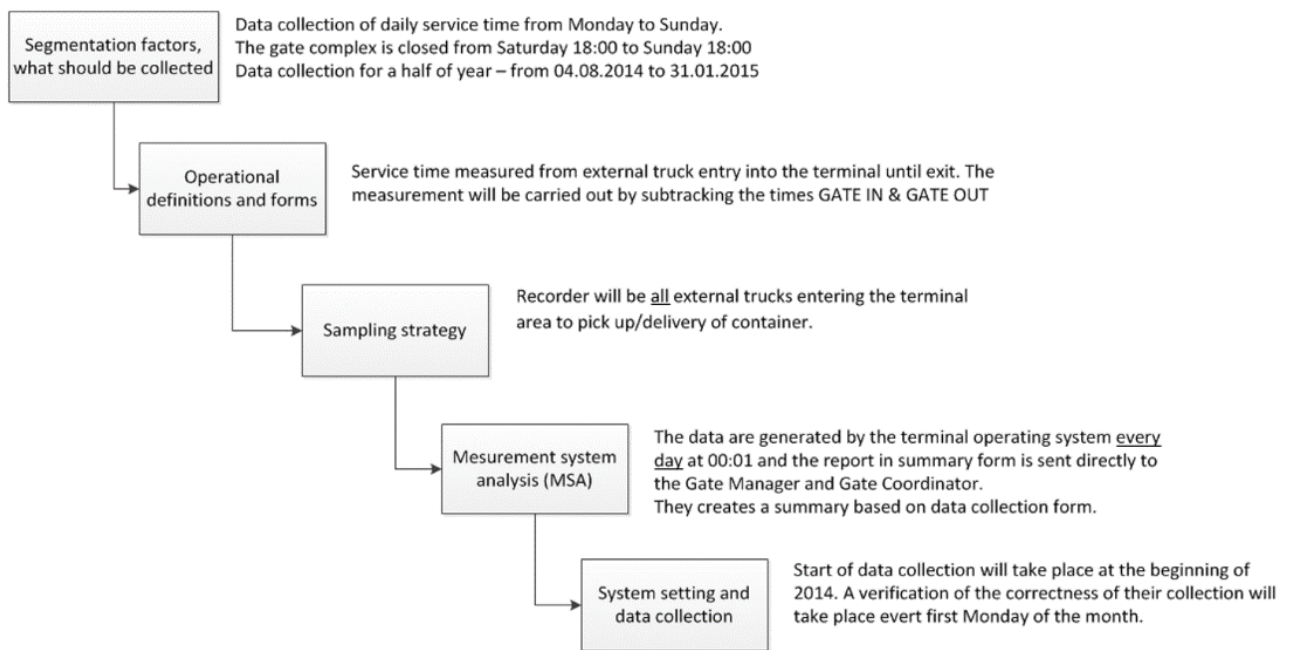 Segmentation factors,
what should be collected
Data collection of daily service time from Monday to Sunday.
The gate complex is closed from Saturday 18:00 to Sunday 18:00
Data collection for a half of year – from 04.08.2014 to 31.01.2015
Operational
definitions and forms
Service time measured from external truck entry into the terminal until exit. The
measurement will be carried out by subtracting the times GATE IN & GATE OUT
Sampling strategy
Recorder will be all external trucks entering the terminal
area to pick up/delivery of container.
Mesurement system
analysis (MSA)
The data are generated by the terminal operating system every
day at 00:01 and the report in summary form is sent directly to
the Gate Manager and Gate Coordinator.
They creates a summary based on data collection form.
System setting and
data collection
Start of data collection will take place at the beginning of
2014. A verification of the correctness of their collection will
take place evert first Monday of the month.